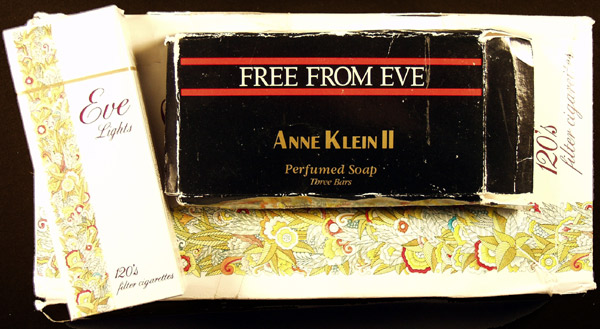 Eve
Lights
120's
filter cigarettes
FREE FROM EVE
ANNE KLEIN II
Perfumed Soap
Three Bars
120's
filter cigarettes